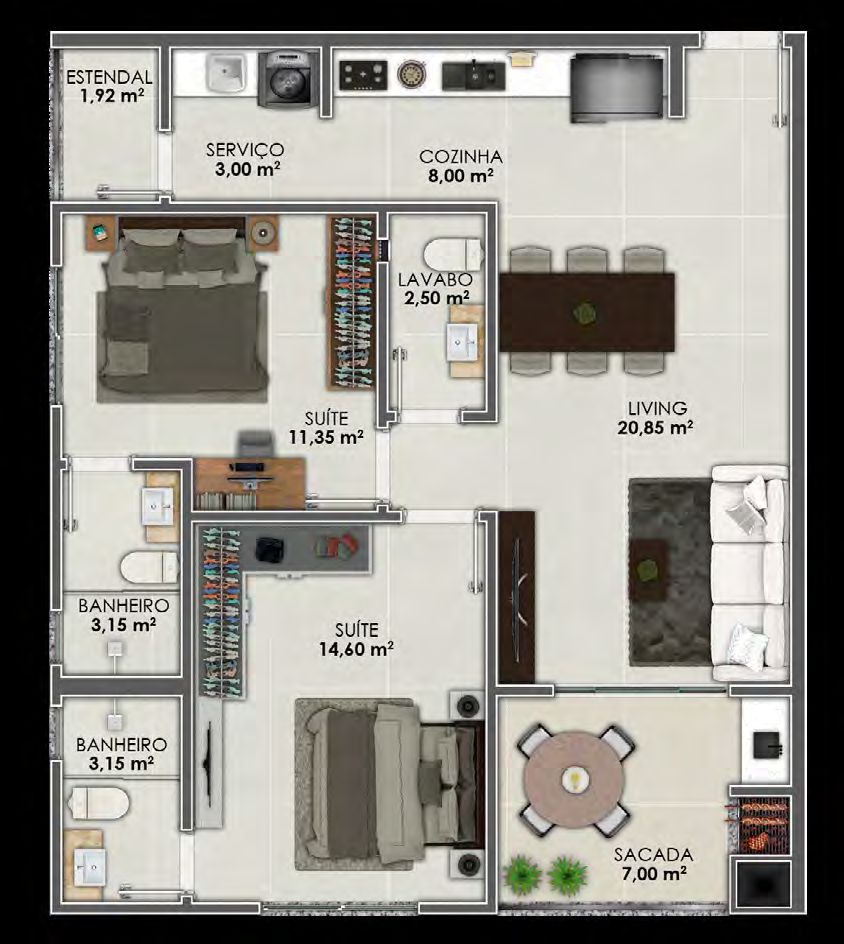 ESTENDAL
1,92 m²
SERVIÇO
3,00 m²
COZINHA
8,00 m²
LAVABO
2,50 m²
SUÍTE
11,35 m²
LIVING
20,85 m²
BANHEIRO
3,15 m²
SUÍTE
14,60 m²
BANHEIRO
3,15 m²
SACADA
7,00 m²